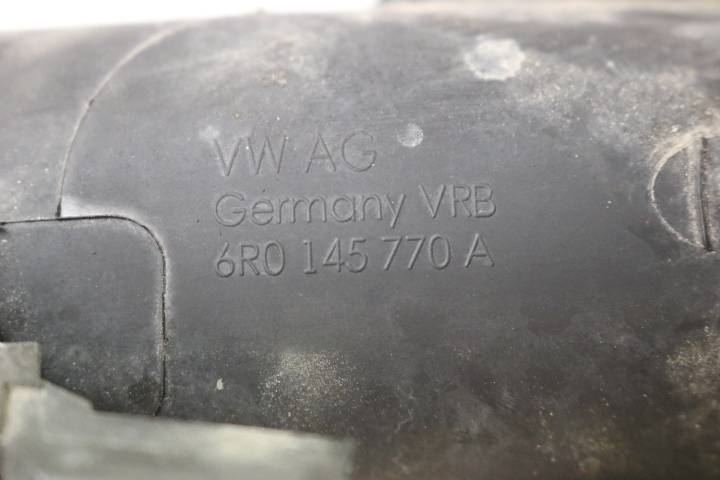 VW AG
Germany VRB
6R0 145 770 A